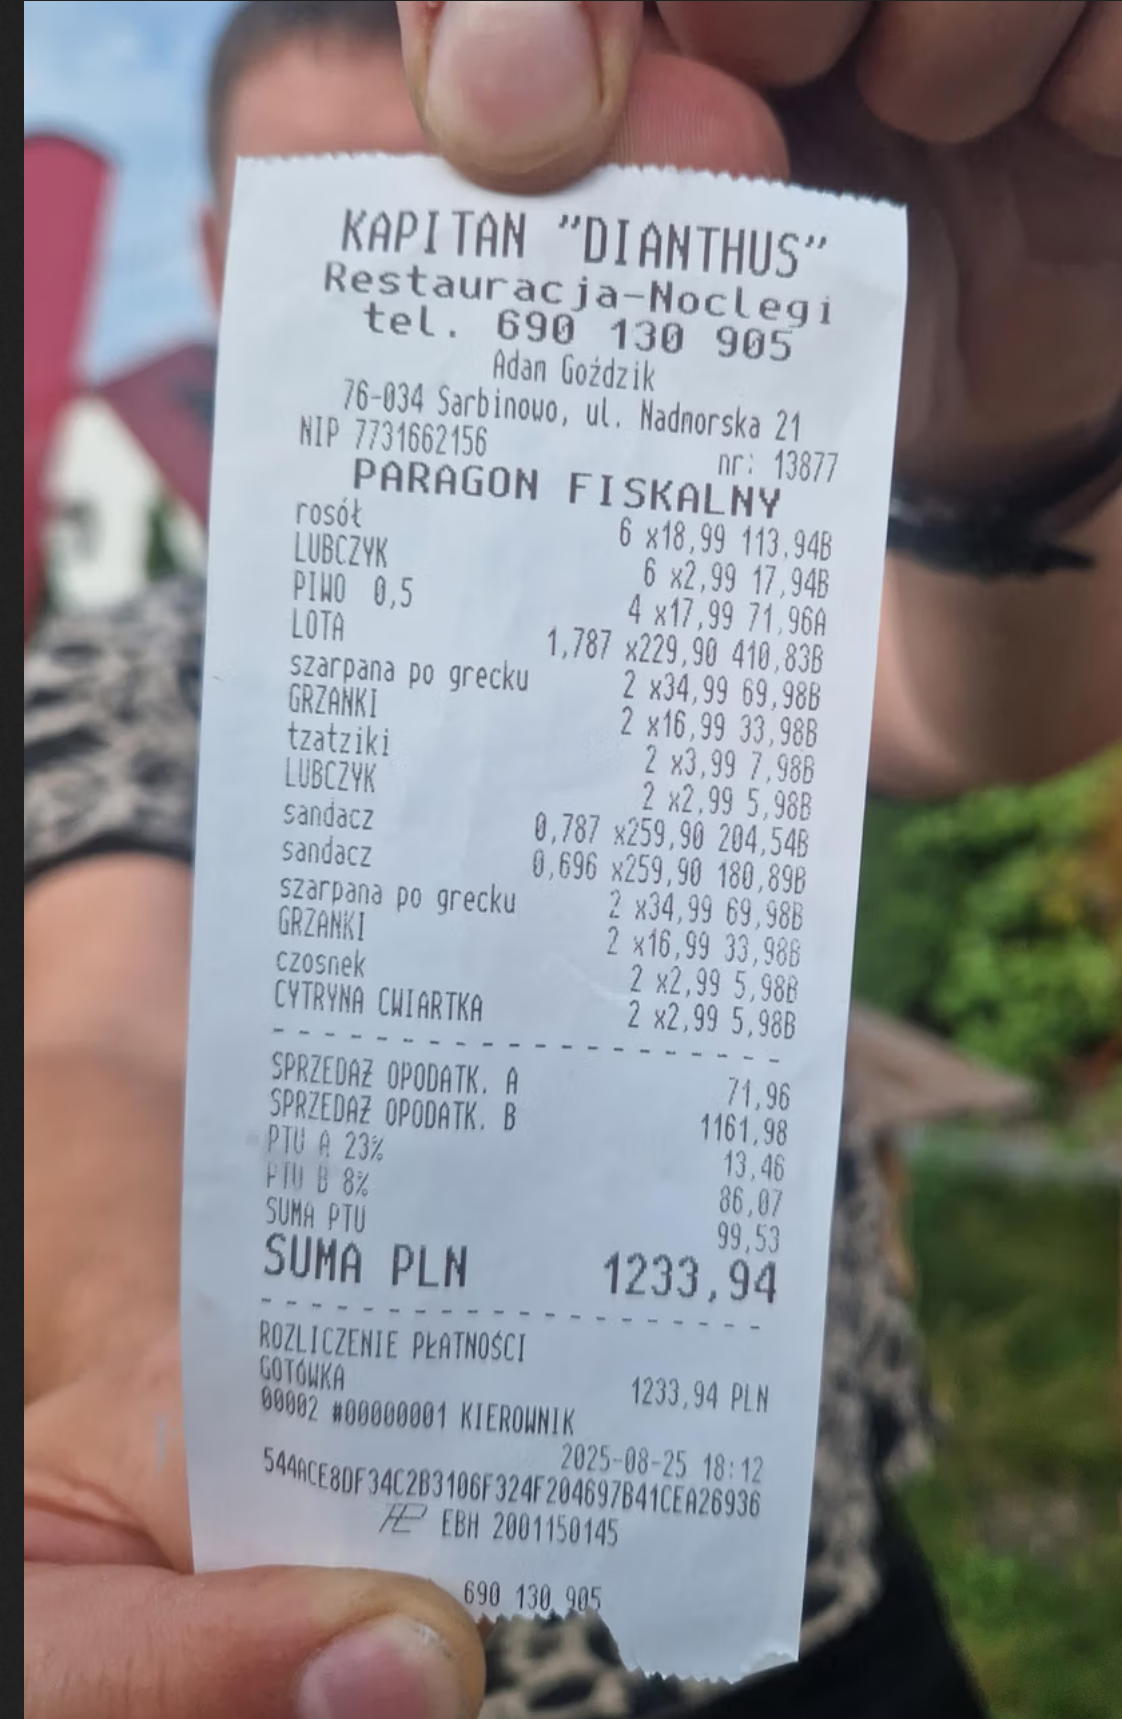 KAPITAN "DIANTHUS"
Restauracja-Noclegi
tel. 690 130 905
Adam Goździk
76-034 Sarbinowo, ul. Nadmorska 21
NIP 7731662156 nr: 13877
PARAGON FISKALNY
rosół 6 x18,99 113,94B
LUBCZYK 6 x2,99 17,94B
PIWO 0,5 4 x17,99 71,96A
LOTA 1,787 x229,90 410,83B
szarpana po grecku 2 x34,99 69,98B
GRZANKI 2 x16,99 33,98B
tzatziki 2 x3,99 7,98B
LUBCZYK 2 x2,99 5,98B
sandacz 0,787 x259,90 204,54B
sandacz 0,696 x259,90 180,89B
szarpana po grecku 2 x34,99 69,98B
GRZANKI 2 x16,99 33,98B
czosnek 2 x2,99 5,98B
CYTRYNA CWIARTKA 2 x2,99 5,98B
SPRZEDAŻ OPODATK. A 71,96
SPRZEDAŻ OPODATK. B 1161,98
PTU A 23% 13,46
PTU B 8% 86,07
SUMA PTU 99,53
SUMA PLN 1233,94
ROZLICZENIE PŁATNOŚCI
GOTÓWKA 1233,94 PLN
00002 #00000001 KIEROWNIK
2025-08-25 18:12
544ACE8DF34C2B3106F324F204697B41CEA26936
EBH 2001150145
690 130 905